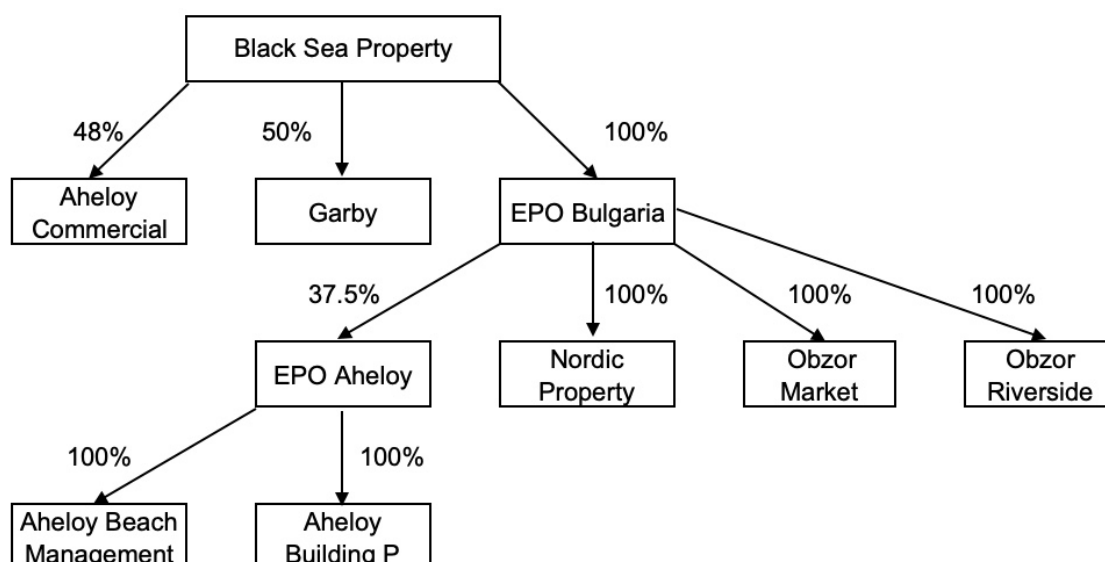 Black Sea Property
48%
50%
100%
Aheloy
Commercial
Garby
EPO Bulgaria
37.5%
100%
100%
100%
EPO Aheloy
Nordic
Property
Obzor
Market
Obzor
Riverside
100%
100%
Aheloy Beach
Management
Aheloy
Building P